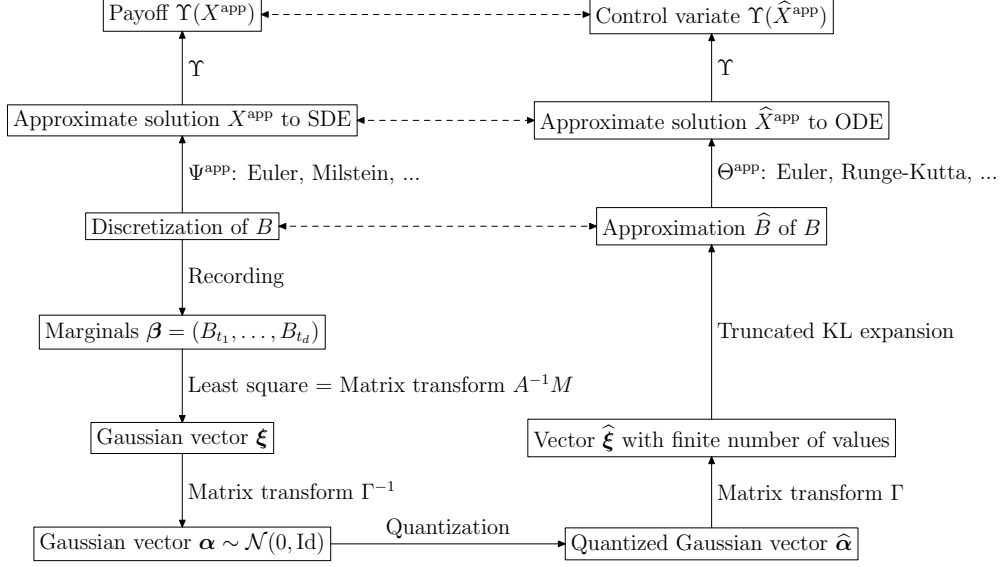 Payoff Υ(X^app)
Control variate Υ(X̂^app)
Υ
Υ
Approximate solution X^app to SDE
Approximate solution X̂^app to ODE
Ψ^app: Euler, Milstein, ...
Θ^app: Euler, Runge-Kutta, ...
Discretization of B
Approximation B̂ of B
Recording
Marginals β = (B_{t_1}, . . . , B_{t_d})
Truncated KL expansion
Least square = Matrix transform A^{−1}M
Gaussian vector ξ
Vector ξ̂ with finite number of values
Matrix transform Γ^{−1}
Matrix transform Γ
Gaussian vector α ∼ 𝒩(0, Id)
Quantization
Quantized Gaussian vector α̂